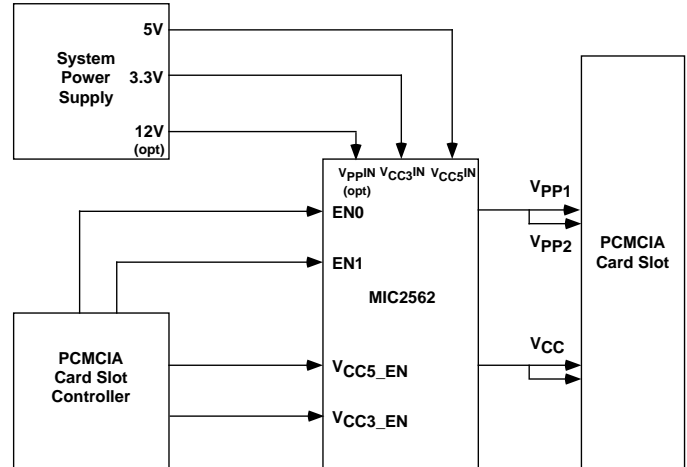 System
Power
Supply
5V
3.3V
12V
(opt)
VPPIN VCC3IN VCC5IN
(opt)
EN0
EN1
MIC2562
VCC5_EN
VCC3_EN
PCMCIA
Card Slot
Controller
VPP1
VPP2
VCC
PCMCIA
Card Slot